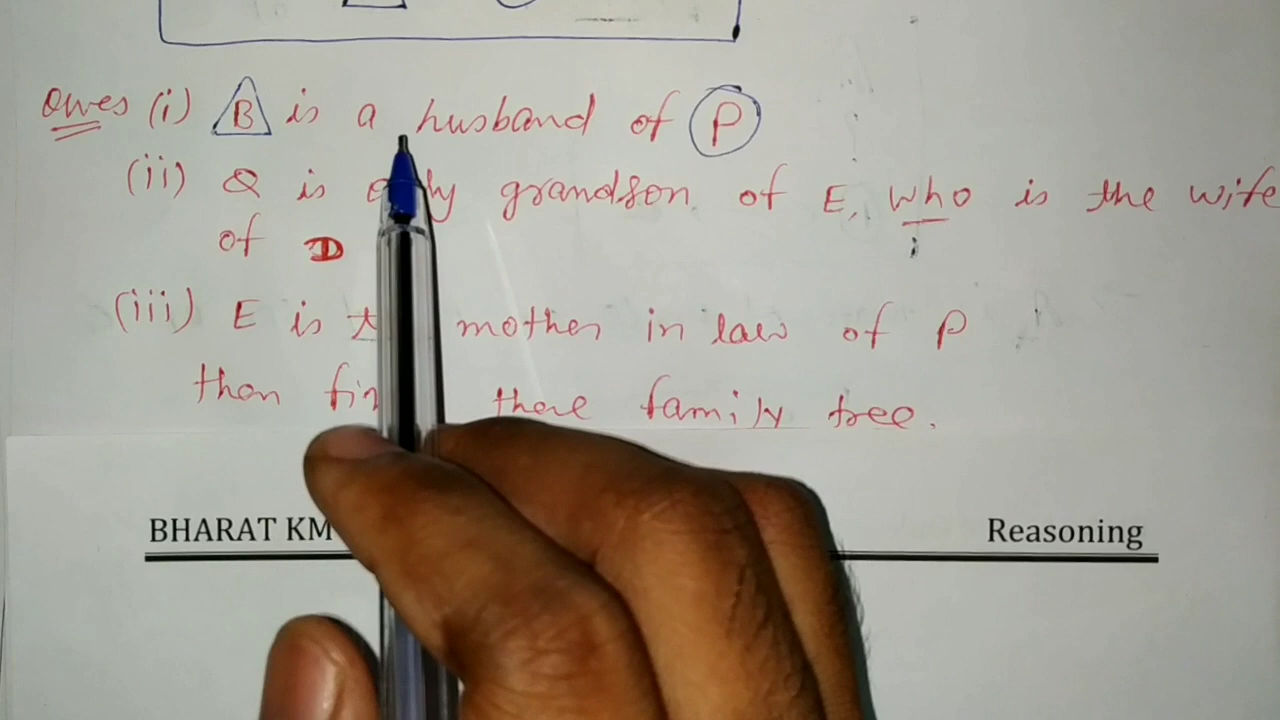 Ques (i) B is a husband of P
(ii) Q is only grandson of E, who is the wife
of D
(iii) E is mother in law of P
then there family tree.
BHARAT KM
Reasoning